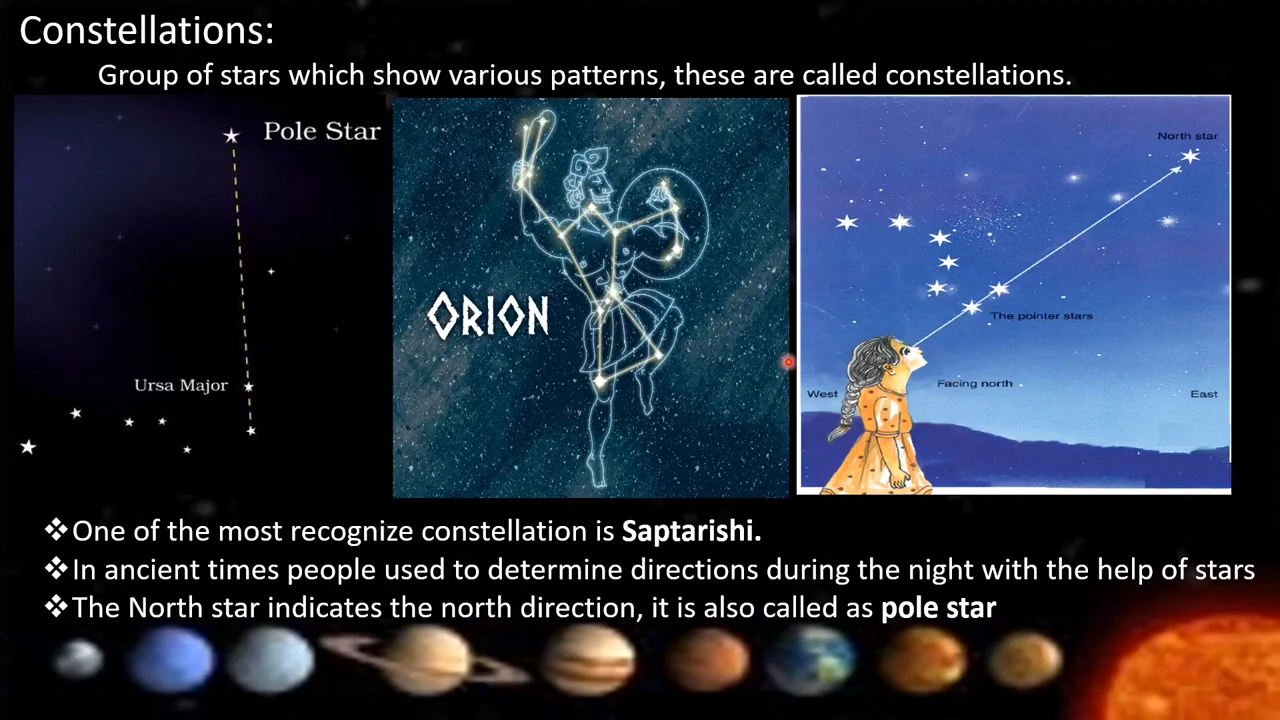 Constellations:
Group of stars which show various patterns, these are called constellations.
Pole Star
Ursa Major
ORION
North star
The pointer stars
Facing north
West
East
❖One of the most recognize constellation is Saptarishi.
❖In ancient times people used to determine directions during the night with the help of stars
❖The North star indicates the north direction, it is also called as pole star